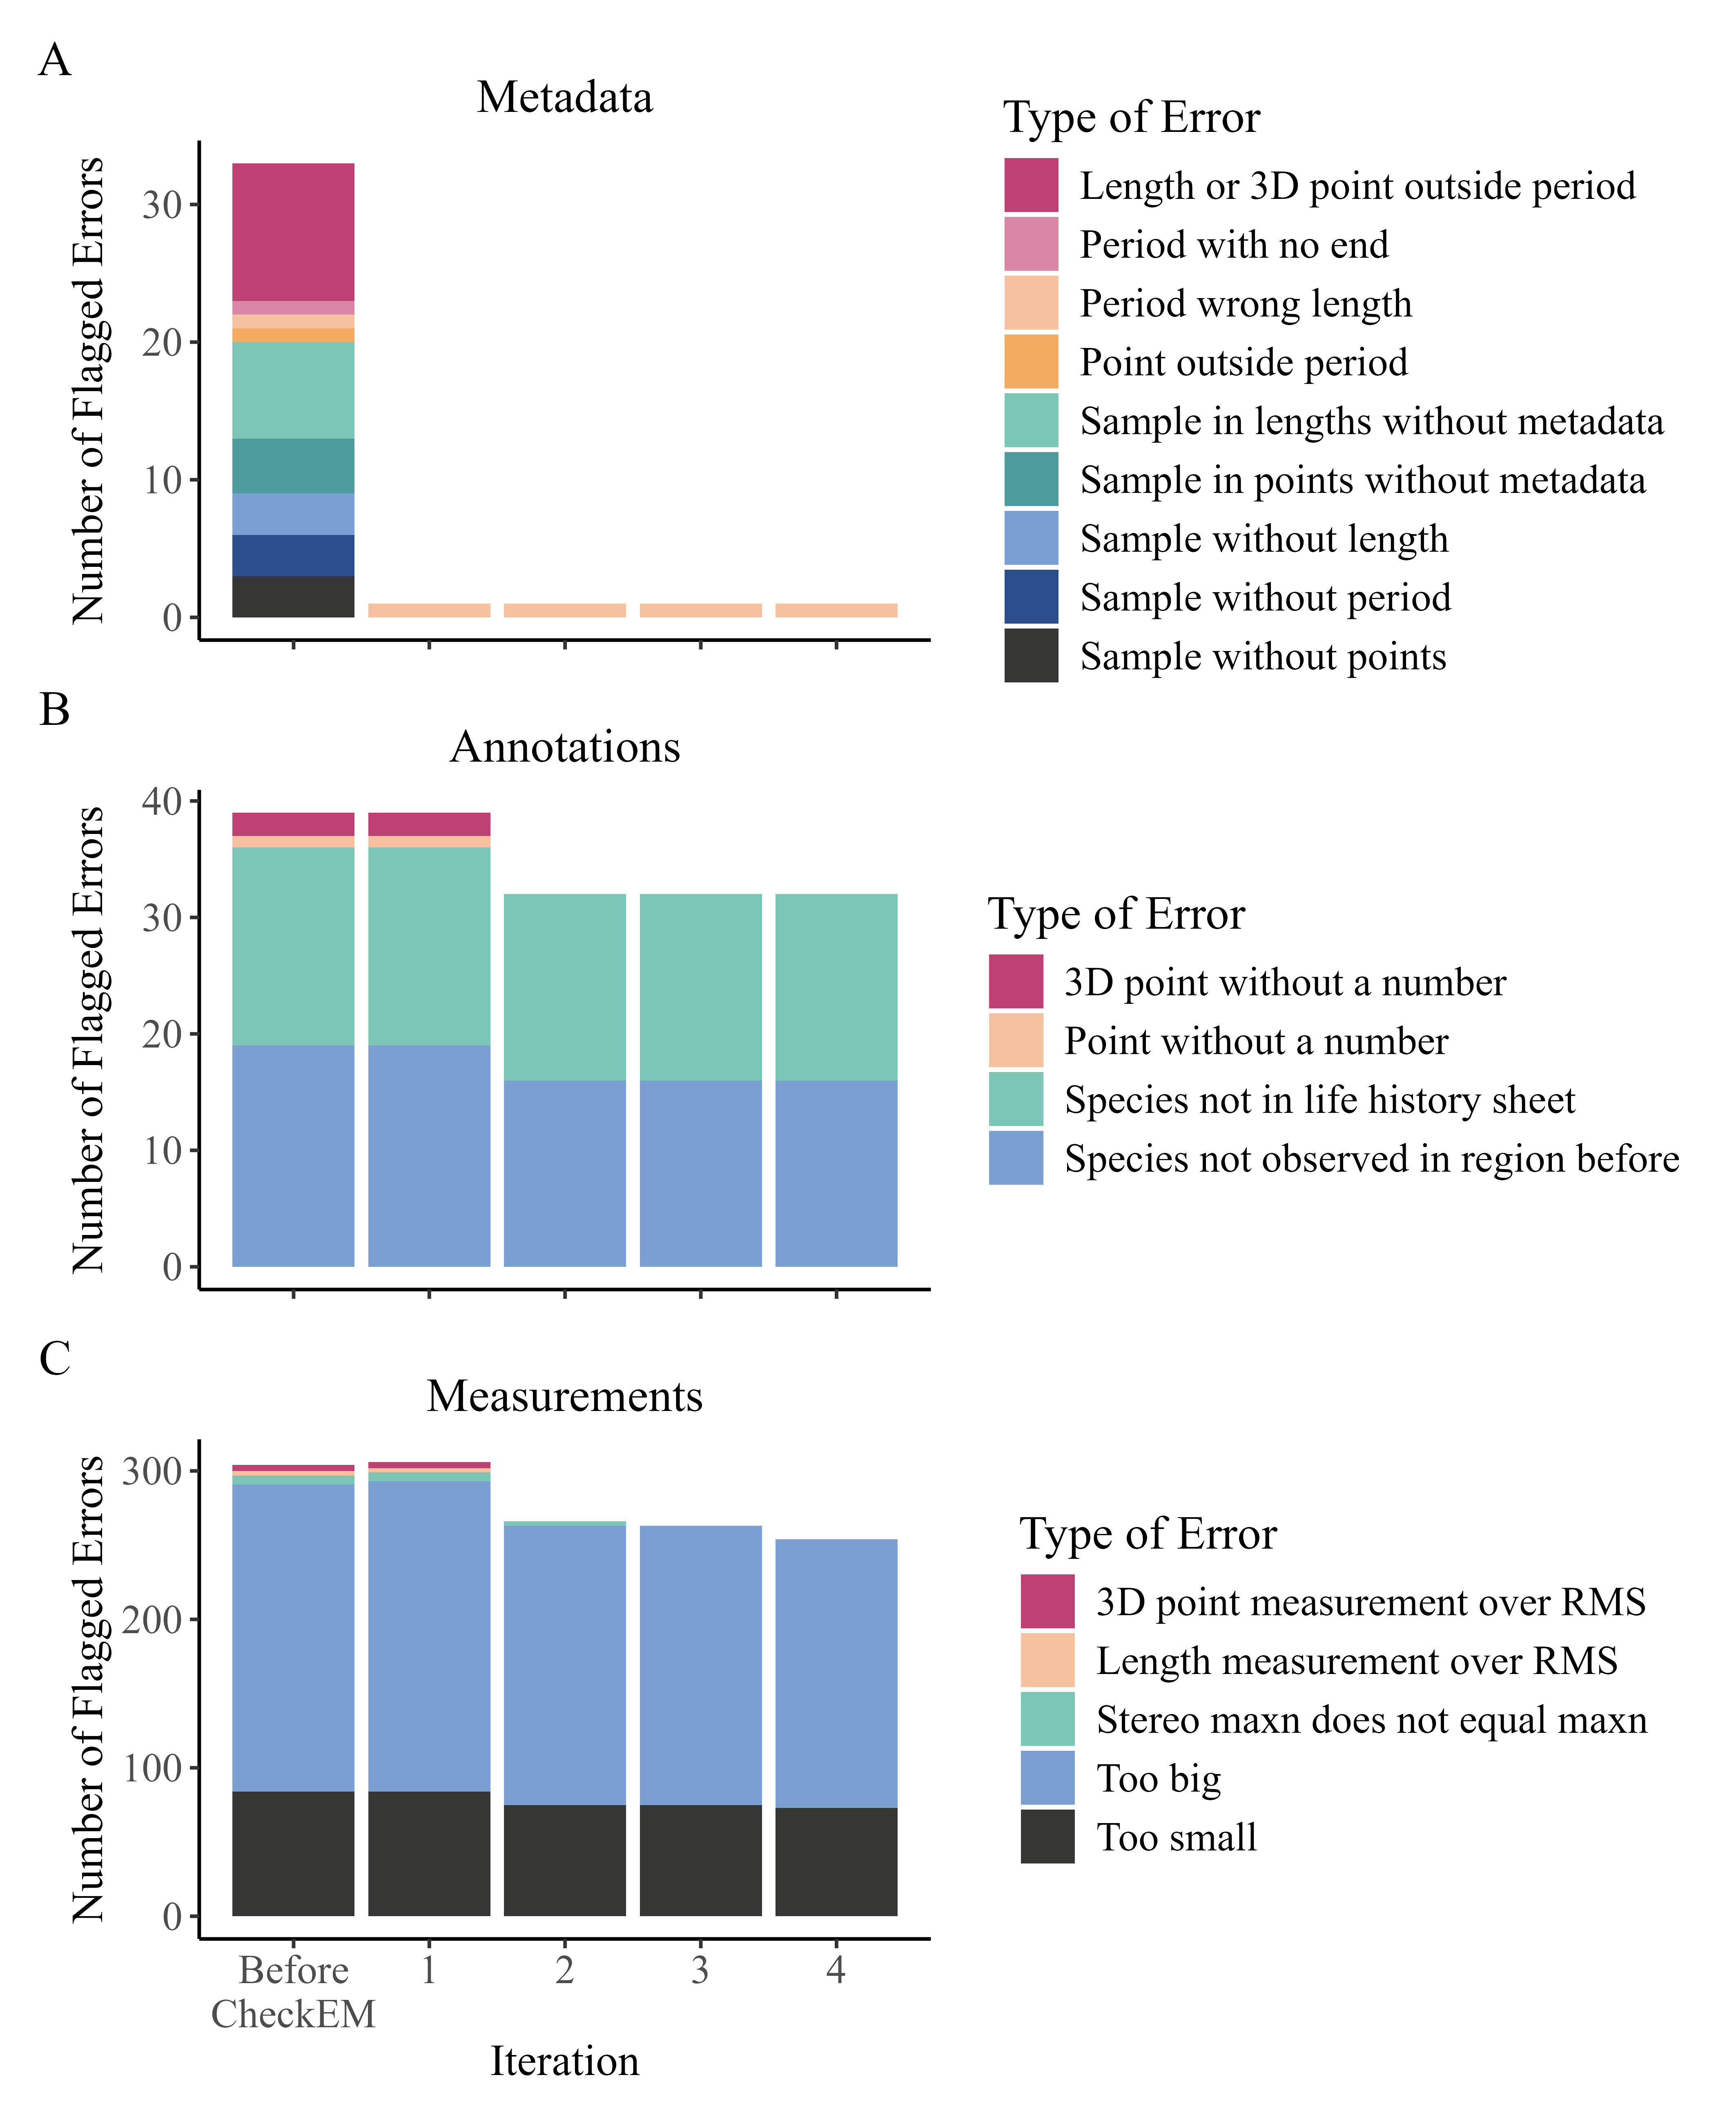 A
Metadata
Number of Flagged Errors
30
20
10
0
Type of Error
Length or 3D point outside period
Period with no end
Period wrong length
Point outside period
Sample in lengths without metadata
Sample in points without metadata
Sample without length
Sample without period
Sample without points
B
Annotations
Number of Flagged Errors
40
30
20
10
0
Type of Error
3D point without a number
Point without a number
Species not in life history sheet
Species not observed in region before
C
Measurements
Number of Flagged Errors
300
200
100
0
Type of Error
3D point measurement over RMS
Length measurement over RMS
Stereo maxn does not equal maxn
Too big
Too small
Before 1 2 3 4
CheckEM
Iteration